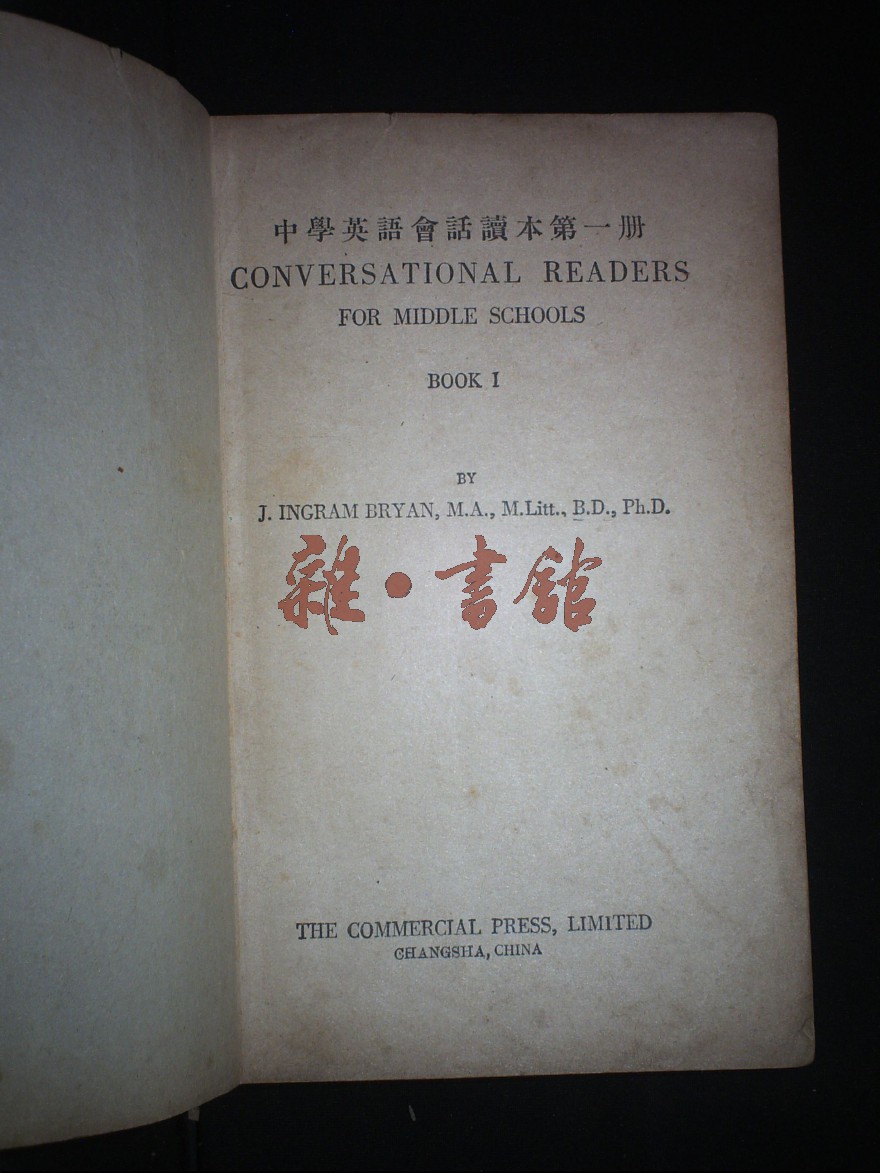 中學英語會話讀本第一册
CONVERSATIONAL READERS
FOR MIDDLE SCHOOLS
BOOK I
BY
J. INGRAM BRYAN, M.A., M.Litt., B.D., Ph.D.
雜·書館
THE COMMERCIAL PRESS, LIMITED
CHANGSHA, CHINA